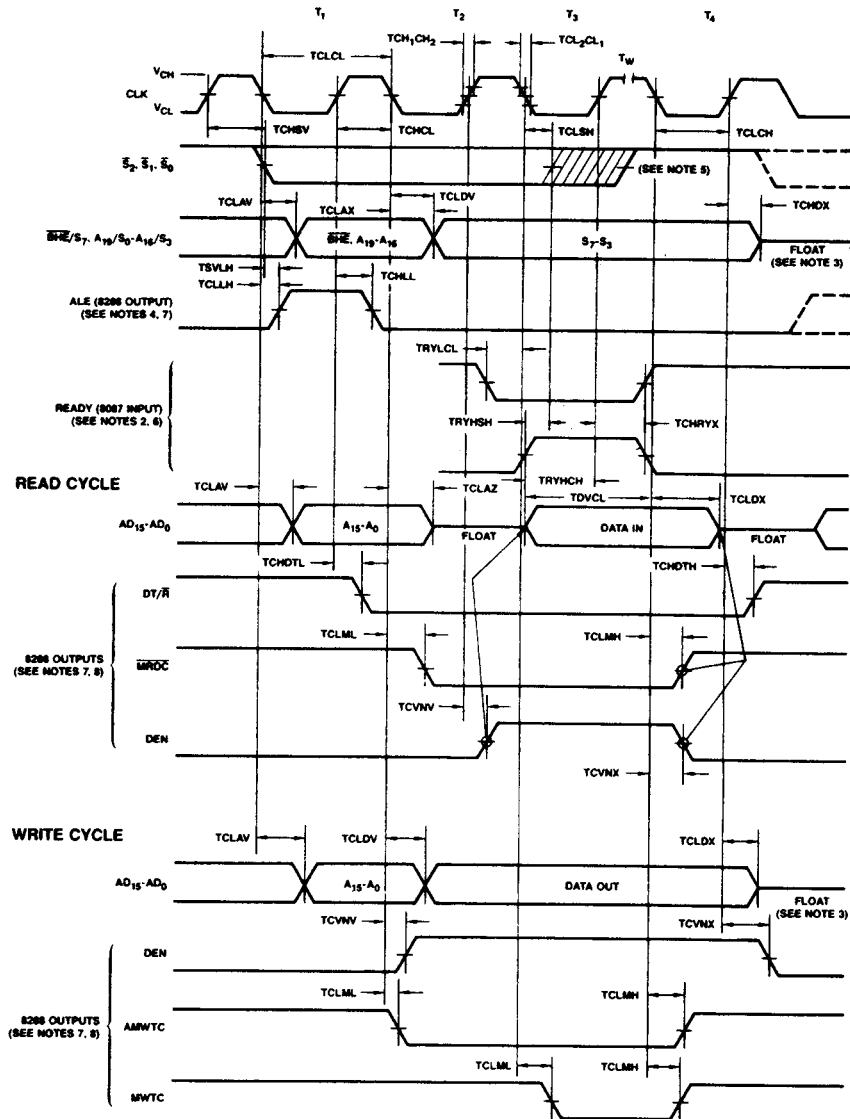 T1 T2 T3 T4
TCH1CH2 TCL2CL1
TCLCL
VCH
TW
CLK
VCL
TCHSV TCHCL TCLSH TCLCH
S̅2, S̅1, S̅0
(SEE NOTE 5)
TCLDV
TCLAV TCLAX TCHDX
B̅H̅E̅/S7, A19/S0-A16/S3
B̅H̅E̅, A19-A16
S7-S3
FLOAT
(SEE NOTE 3)
TSVLH
TCHLL
TCLLH
ALE (8288 OUTPUT)
(SEE NOTES 4, 7)
TRYLCL
READY (8087 INPUT)
(SEE NOTES 2, 6)
TRYHSH TCHRYX
TRYHCH
READ CYCLE
TCLAV TCLAZ TDVCL TCLDX
AD15-AD0
A15-A0
FLOAT
DATA IN
FLOAT
TCHDTL TCHDTH
DT/R̅
TCLML TCLMH
8288 OUTPUTS
(SEE NOTES 7, 8)
M̅R̅D̅C̅
TCVNV
DEN
TCVNX
WRITE CYCLE
TCLAV TCLDV TCLDX
AD15-AD0
A15-A0
DATA OUT
FLOAT
(SEE NOTE 3)
TCVNV TCVNX
DEN
TCLML TCLMH
8288 OUTPUTS
(SEE NOTES 7, 8)
AMWTC
TCLML TCLMH
MWTC